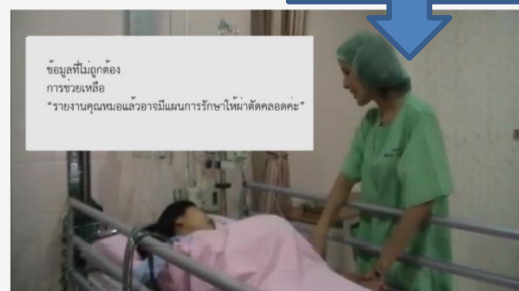 ข้อมูลที่ไม่ถูกต้อง
การช่วยเหลือ
“รายงานคุณหมอแล้วอาจมีแผนการรักษาให้ผ่าตัดคลอดค่ะ”